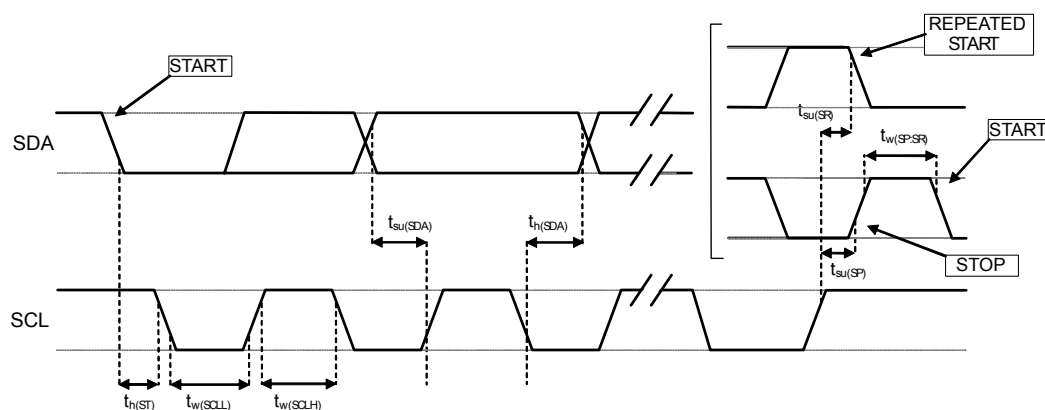 REPEATED
START
START
SDA
tsu(SR)
tw(SP:SR)
START
tsu(SDA)
th(SDA)
tsu(SP)
STOP
SCL
th(ST)
tw(SCLL)
tw(SCLH)